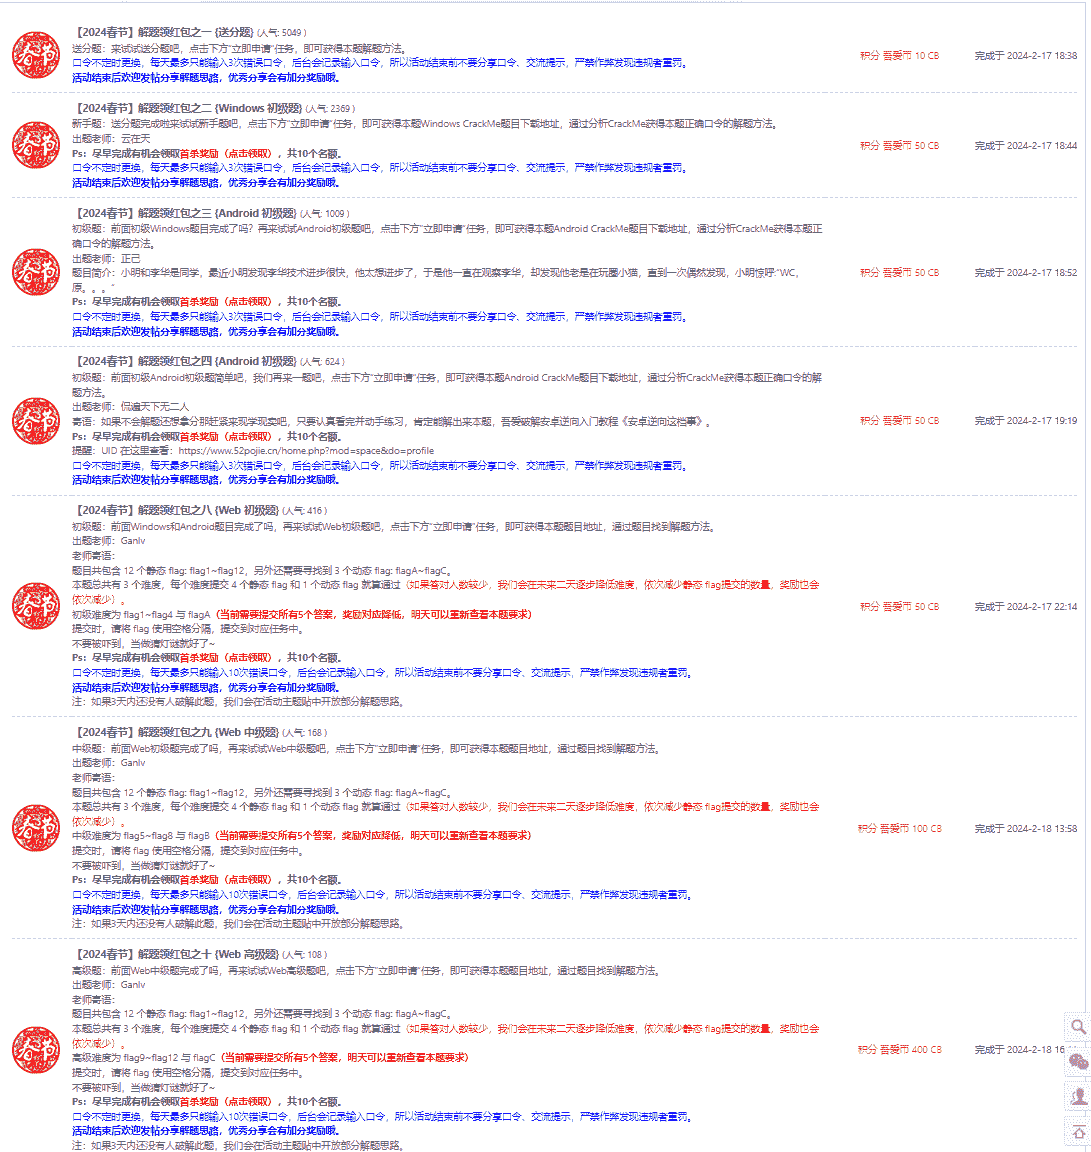 【2024春节】解题领红包之一 {送分题} (人气: 5049 )
送分题：来试试送分题吧，点击下方“立即申请”任务，即可获得本题解题方法。
口令不定时更换，每天最多只能输入3次错误口令，后台会记录输入口令，所以活动结束前不要分享口令、交流提示，严禁作弊发现违规者重罚。
活动结束后欢迎发帖分享解题思路，优秀分享会有加分奖励哦。
积分 吾爱币 10 CB
完成于 2024-2-17 18:38
【2024春节】解题领红包之二 {Windows 初级题} (人气: 2369 )
新手题：送分题完成啦来试试新手题吧，点击下方“立即申请”任务，即可获得本题Windows CrackMe题目下载地址，通过分析CrackMe获得本题正确口令的解题方法。
出题老师：云在天
Ps：尽早完成有机会领取首杀奖励（点击领取），共10个名额。
口令不定时更换，每天最多只能输入3次错误口令，后台会记录输入口令，所以活动结束前不要分享口令、交流提示，严禁作弊发现违规者重罚。
活动结束后欢迎发帖分享解题思路，优秀分享会有加分奖励哦。
积分 吾爱币 50 CB
完成于 2024-2-17 18:44
【2024春节】解题领红包之三 {Android 初级题} (人气: 1009 )
初级题：前面初级Windows题目完成了吗？再来试试Android初级题吧，点击下方“立即申请”任务，即可获得本题Android CrackMe题目下载地址，通过分析CrackMe获得本题正
确口令的解题方法。
出题老师：正己
题目简介：小明和李华是同学，最近小明发现李华技术进步很快，他太想进步了，于是他一直在观察李华，却发现他老是在玩圈小猫，直到一次偶然发现，小明惊呼:“WC,
原。。。”
Ps：尽早完成有机会领取首杀奖励（点击领取），共10个名额。
口令不定时更换，每天最多只能输入3次错误口令，后台会记录输入口令，所以活动结束前不要分享口令、交流提示，严禁作弊发现违规者重罚。
活动结束后欢迎发帖分享解题思路，优秀分享会有加分奖励哦。
积分 吾爱币 50 CB
完成于 2024-2-17 18:52
【2024春节】解题领红包之四 {Android 初级题} (人气: 624 )
初级题：前面初级Android初级题简单吧，我们再来一题吧，点击下方“立即申请”任务，即可获得本题Android CrackMe题目下载地址，通过分析CrackMe获得本题正确口令的解
题方法。
出题老师：侃遍天下无二人
寄语：如果不会解题还想拿分那赶紧来现学现卖吧，只要认真看完并动手练习，肯定能解出来本题，吾爱破解安卓逆向入门教程《安卓逆向这档事》。
Ps：尽早完成有机会领取首杀奖励（点击领取），共10个名额。
提醒：UID 在这里查看：https://www.52pojie.cn/home.php?mod=space&do=profile
口令不定时更换，每天最多只能输入3次错误口令，后台会记录输入口令，所以活动结束前不要分享口令、交流提示，严禁作弊发现违规者重罚。
活动结束后欢迎发帖分享解题思路，优秀分享会有加分奖励哦。
积分 吾爱币 50 CB
完成于 2024-2-17 19:19
【2024春节】解题领红包之八 {Web 初级题} (人气: 416 )
初级题：前面Windows和Android题目完成了吗，再来试试Web初级题吧，点击下方“立即申请”任务，即可获得本题题目地址，通过题目找到解题方法。
出题老师：Ganlv
老师寄语：
题目共包含 12 个静态 flag: flag1~flag12，另外还需要寻找到 3 个动态 flag: flagA~flagC。
本题总共有 3 个难度，每个难度提交 4 个静态 flag 和 1 个动态 flag 就算通过（如果答对人数较少，我们会在未来二天逐步降低难度，依次减少静态 flag提交的数量，奖励也会
依次减少）。
初级难度为 flag1~flag4 与 flagA（当前需要提交所有5个答案，奖励对应降低，明天可以重新查看本题要求）
提交时，请将 flag 使用空格分隔，提交到对应任务中。
不要被吓到，当做猜灯谜就好了~
Ps：尽早完成有机会领取首杀奖励（点击领取），共10个名额。
口令不定时更换，每天最多只能输入10次错误口令，后台会记录输入口令，所以活动结束前不要分享口令、交流提示，严禁作弊发现违规者重罚。
活动结束后欢迎发帖分享解题思路，优秀分享会有加分奖励哦。
注：如果3天内还没有人破解此题，我们会在活动主题贴中开放部分解题思路。
积分 吾爱币 50 CB
完成于 2024-2-17 22:14
【2024春节】解题领红包之九 {Web 中级题} (人气: 168 )
中级题：前面Web初级题完成了吗，再来试试Web中级题吧，点击下方“立即申请”任务，即可获得本题题目地址，通过题目找到解题方法。
出题老师：Ganlv
老师寄语：
题目共包含 12 个静态 flag: flag1~flag12，另外还需要寻找到 3 个动态 flag: flagA~flagC。
本题总共有 3 个难度，每个难度提交 4 个静态 flag 和 1 个动态 flag 就算通过（如果答对人数较少，我们会在未来二天逐步降低难度，依次减少静态 flag提交的数量，奖励也会
依次减少）。
中级难度为 flag5~flag8 与 flagB（当前需要提交所有5个答案，奖励对应降低，明天可以重新查看本题要求）
提交时，请将 flag 使用空格分隔，提交到对应任务中。
不要被吓到，当做猜灯谜就好了~
Ps：尽早完成有机会领取首杀奖励（点击领取），共10个名额。
口令不定时更换，每天最多只能输入10次错误口令，后台会记录输入口令，所以活动结束前不要分享口令、交流提示，严禁作弊发现违规者重罚。
活动结束后欢迎发帖分享解题思路，优秀分享会有加分奖励哦。
注：如果3天内还没有人破解此题，我们会在活动主题贴中开放部分解题思路。
积分 吾爱币 100 CB
完成于 2024-2-18 13:58
【2024春节】解题领红包之十 {Web 高级题} (人气: 108 )
高级题：前面Web中级题完成了吗，再来试试Web高级题吧，点击下方“立即申请”任务，即可获得本题题目地址，通过题目找到解题方法。
出题老师：Ganlv
老师寄语：
题目共包含 12 个静态 flag: flag1~flag12，另外还需要寻找到 3 个动态 flag: flagA~flagC。
本题总共有 3 个难度，每个难度提交 4 个静态 flag 和 1 个动态 flag 就算通过（如果答对人数较少，我们会在未来二天逐步降低难度，依次减少静态 flag提交的数量，奖励也会
依次减少）。
高级难度为 flag9~flag12 与 flagC（当前需要提交所有5个答案，明天可以重新查看本题要求）
提交时，请将 flag 使用空格分隔，提交到对应任务中。
不要被吓到，当做猜灯谜就好了~
Ps：尽早完成有机会领取首杀奖励（点击领取），共10个名额。
口令不定时更换，每天最多只能输入10次错误口令，后台会记录输入口令，所以活动结束前不要分享口令、交流提示，严禁作弊发现违规者重罚。
活动结束后欢迎发帖分享解题思路，优秀分享会有加分奖励哦。
注：如果3天内还没有人破解此题，我们会在活动主题贴中开放部分解题思路。
积分 吾爱币 400 CB
完成于 2024-2-18